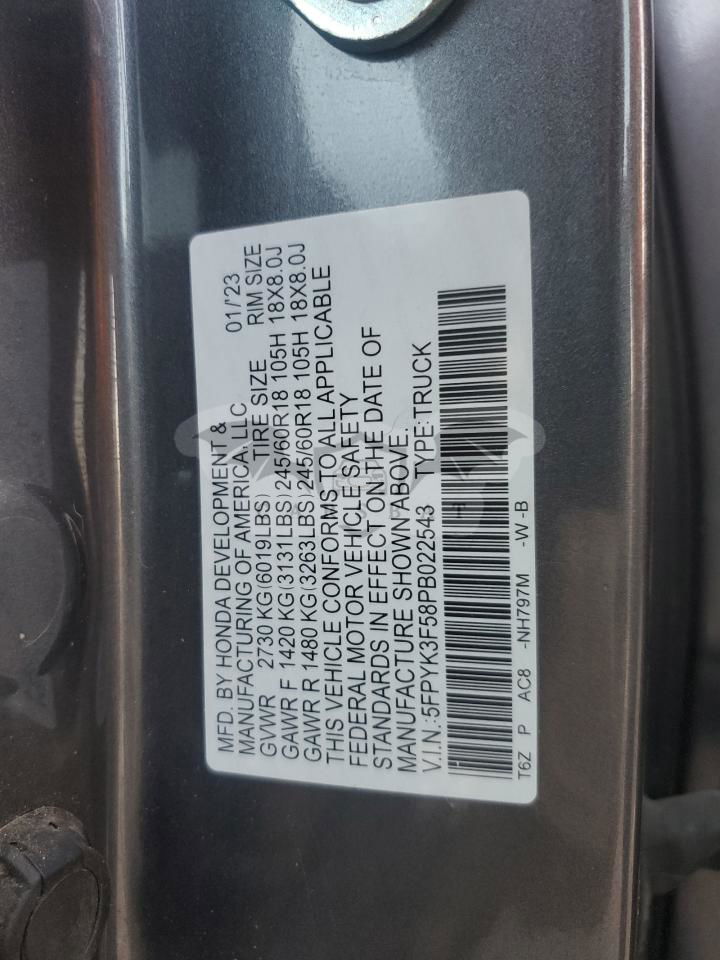 MFD. BY HONDA DEVELOPMENT &
MANUFACTURING OF AMERICA, LLC 01/'23
GVWR 2730 KG(6019LBS) TIRE SIZE RIM SIZE
GAWR F 1420 KG(3131LBS)245/60R18 105H 18X8.0J
GAWR R 1480 KG(3263LBS)245/60R18 105H 18X8.0J
THIS VEHICLE CONFORMS TO ALL APPLICABLE
FEDERAL MOTOR VEHICLE SAFETY
STANDARDS IN EFFECT ON THE DATE OF
MANUFACTURE SHOWN ABOVE.
V.I.N.:5FPYK3F58PB022543 TYPE:TRUCK
T6Z P AC8 -NH797M -W -B